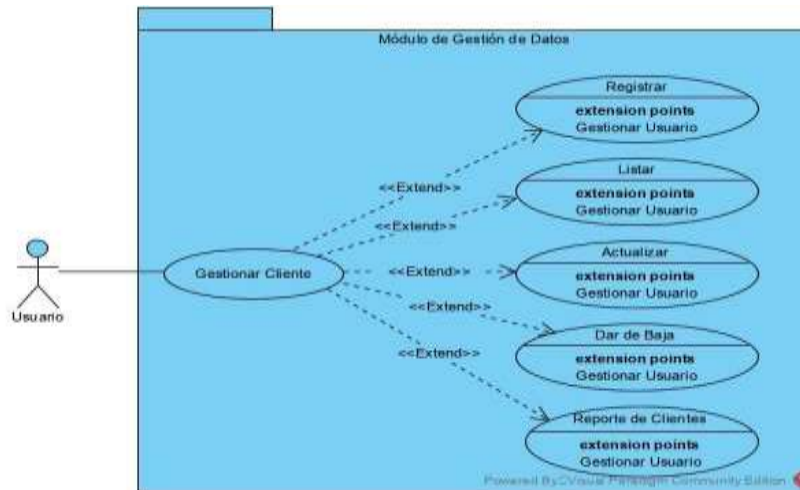 Módulo de Gestión de Datos
Registrar
extension points
Gestionar Usuario
<<Extend>>
Listar
extension points
Gestionar Usuario
<<Extend>>
Gestionar Cliente
<<Extend>>
Actualizar
extension points
Gestionar Usuario
Usuario
<<Extend>>
Dar de Baja
extension points
Gestionar Usuario
<<Extend>>
Reporte de Clientes
extension points
Gestionar Usuario
Powered By Visual Paradigm Community Edition